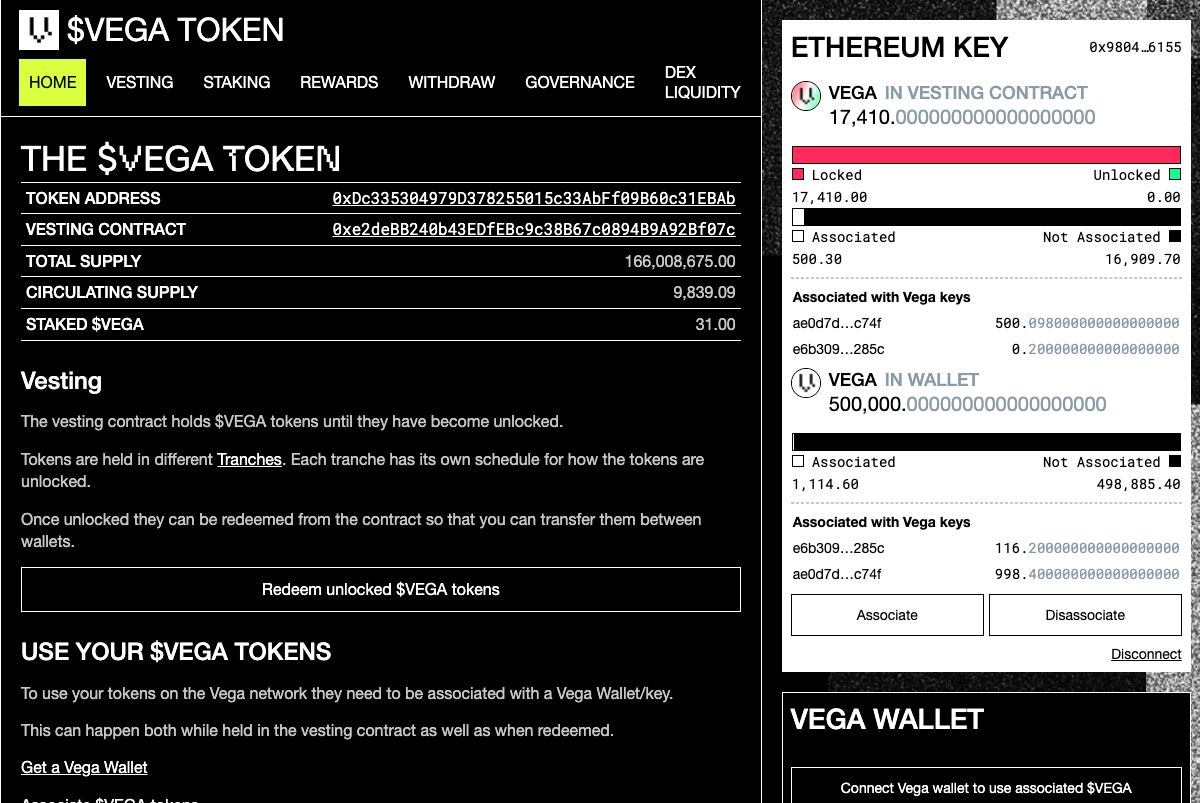 $VEGA TOKEN
HOME
VESTING
STAKING
REWARDS
WITHDRAW
GOVERNANCE
DEX
LIQUIDITY
THE $VEGA TOKEN
TOKEN ADDRESS 0xDc335304979D378255015c33AbFf09B60c31EBAb
VESTING CONTRACT 0xe2deBB240b43EDfEBc9c38B67c0894B9A92Bf07c
TOTAL SUPPLY 166,008,675.00
CIRCULATING SUPPLY 9,839.09
STAKED $VEGA 31.00
Vesting
The vesting contract holds $VEGA tokens until they have become unlocked.
Tokens are held in different Tranches. Each tranche has its own schedule for how the tokens are
unlocked.
Once unlocked they can be redeemed from the contract so that you can transfer them between
wallets.
Redeem unlocked $VEGA tokens
USE YOUR $VEGA TOKENS
To use your tokens on the Vega network they need to be associated with a Vega Wallet/key.
This can happen both while held in the vesting contract as well as when redeemed.
Get a Vega Wallet
Associate $VEGA tokens
ETHEREUM KEY 0x9804…6155
VEGA IN VESTING CONTRACT
17,410.000000000000000000
Locked Unlocked
17,410.00 0.00
Associated Not Associated
500.30 16,909.70
Associated with Vega keys
ae0d7d…c74f 500.098000000000000000
e6b309…285c 0.200000000000000000
VEGA IN WALLET
500,000.000000000000000000
Associated Not Associated
1,114.60 498,885.40
Associated with Vega keys
e6b309…285c 116.200000000000000000
ae0d7d…c74f 998.400000000000000000
Associate
Disassociate
Disconnect
VEGA WALLET
Connect Vega wallet to use associated $VEGA